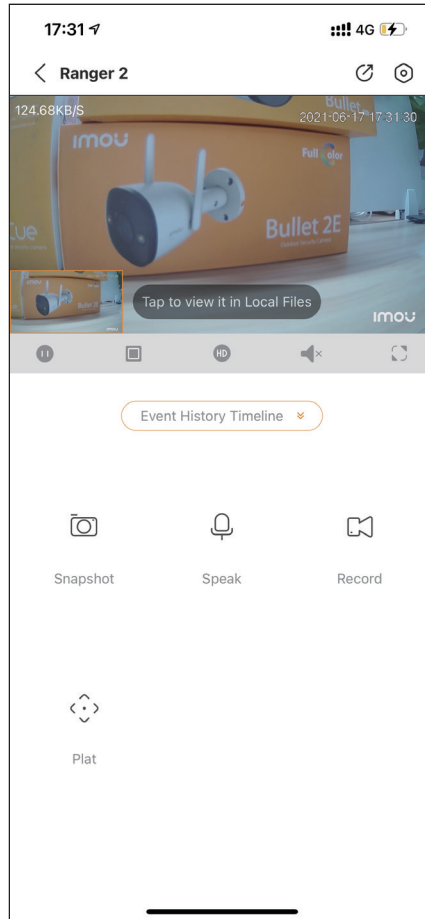 17:31
4G
Ranger 2
124.68KB/S
Bullet
2021-06-17 17:31:30
imou
Full Color
Bullet 2E
Tap to view it in Local Files
imou
HD
Event History Timeline
Snapshot
Speak
Record
Plat